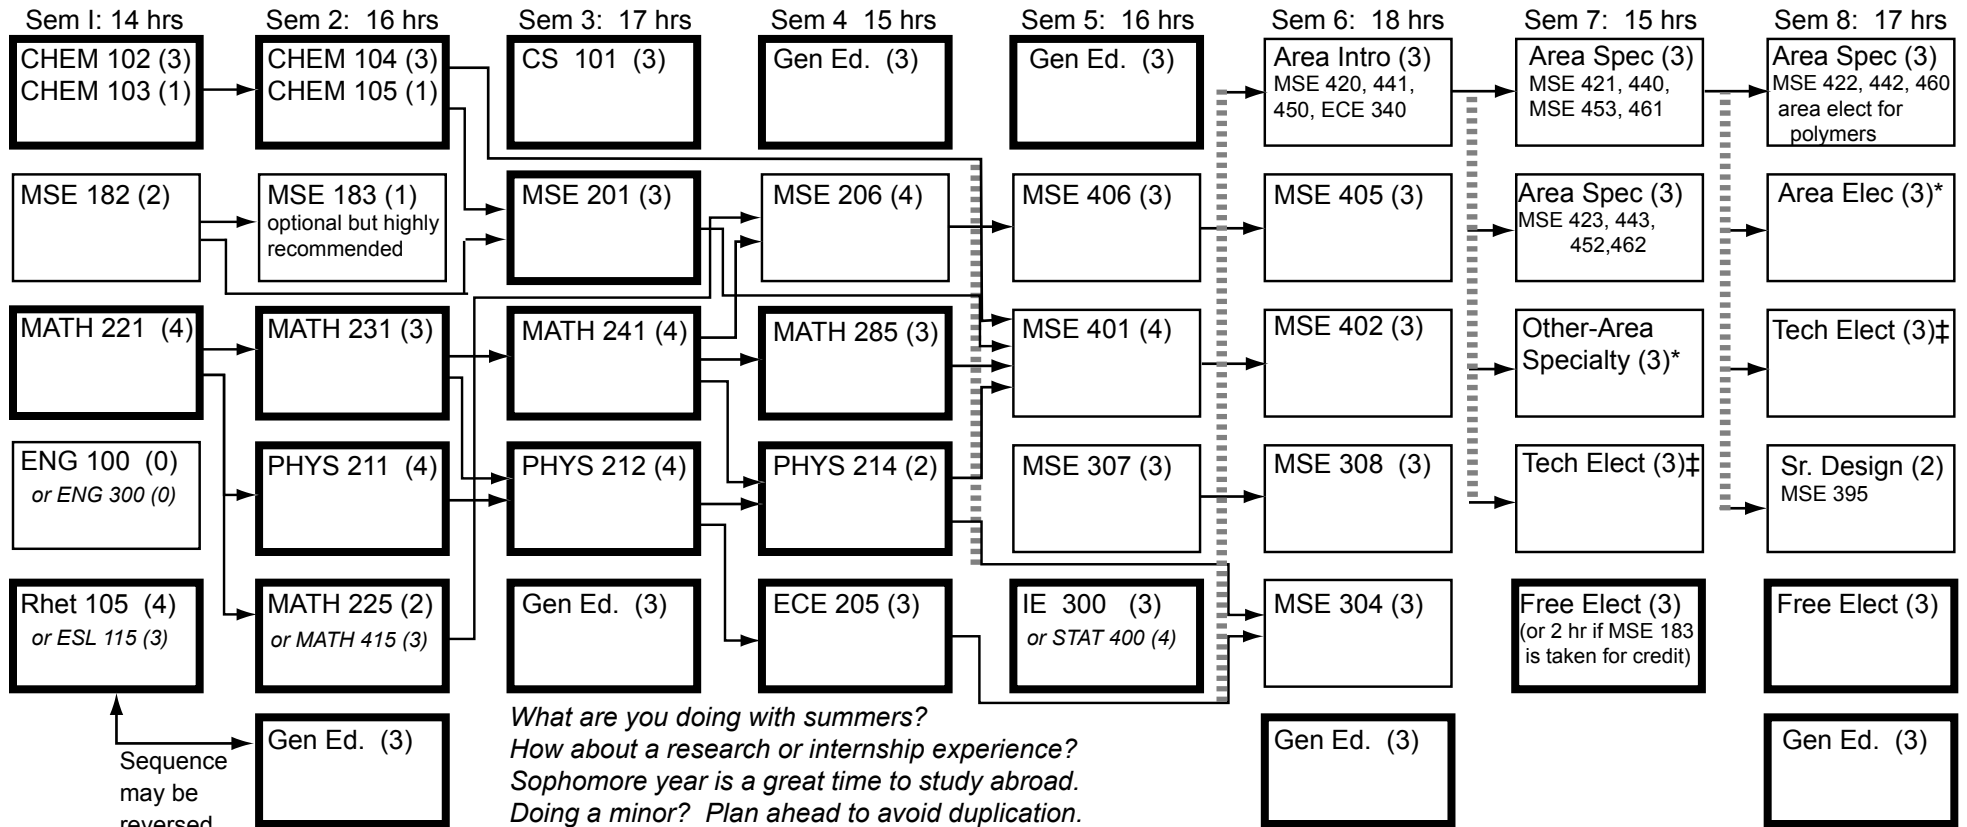 Sem I: 14 hrs
CHEM 102 (3)
CHEM 103 (1)
MSE 182 (2)
MATH 221 (4)
ENG 100 (0)
or ENG 300 (0)
Rhet 105 (4)
or ESL 115 (3)
Sequence
may be
reversed
Sem 2: 16 hrs
CHEM 104 (3)
CHEM 105 (1)
MSE 183 (1)
optional but highly
recommended
MATH 231 (3)
PHYS 211 (4)
MATH 225 (2)
or MATH 415 (3)
Gen Ed. (3)
Sem 3: 17 hrs
CS 101 (3)
MSE 201 (3)
MATH 241 (4)
PHYS 212 (4)
Gen Ed. (3)
Sem 4 15 hrs
Gen Ed. (3)
MSE 206 (4)
MATH 285 (3)
PHYS 214 (2)
ECE 205 (3)
Sem 5: 16 hrs
Gen Ed. (3)
MSE 406 (3)
MSE 401 (4)
MSE 307 (3)
IE 300 (3)
or STAT 400 (4)
What are you doing with summers?
How about a research or internship experience?
Sophomore year is a great time to study abroad.
Doing a minor? Plan ahead to avoid duplication.
Sem 6: 18 hrs
Area Intro (3)
MSE 420, 441,
450, ECE 340
MSE 405 (3)
MSE 402 (3)
MSE 308 (3)
MSE 304 (3)
Gen Ed. (3)
Sem 7: 15 hrs
Area Spec (3)
MSE 421, 440,
MSE 453, 461
Area Spec (3)
MSE 423, 443,
452,462
Other-Area
Specialty (3)*
Tech Elect (3)‡
Free Elect (3)
(or 2 hr if MSE 183
is taken for credit)
Sem 8: 17 hrs
Area Spec (3)
MSE 422, 442, 460
area elect for
polymers
Area Elec (3)*
Tech Elect (3)‡
Sr. Design (2)
MSE 395
Free Elect (3)
Gen Ed. (3)